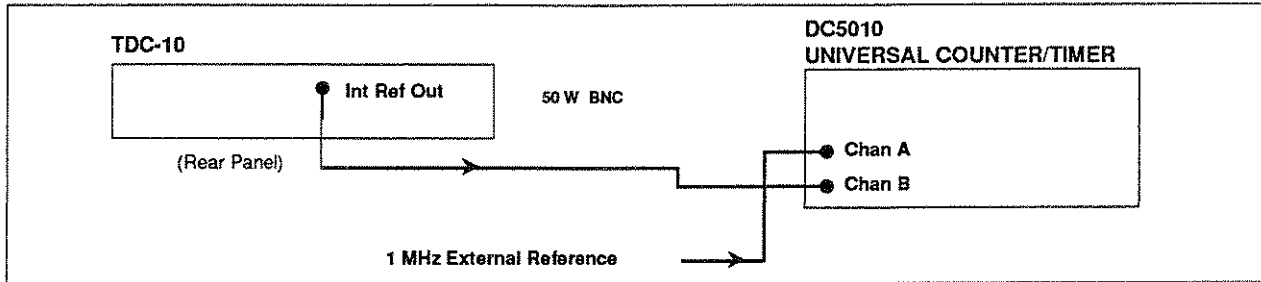 TDC-10
DC5010
UNIVERSAL COUNTER/TIMER
Int Ref Out
50 W BNC
(Rear Panel)
Chan A
Chan B
1 MHz External Reference